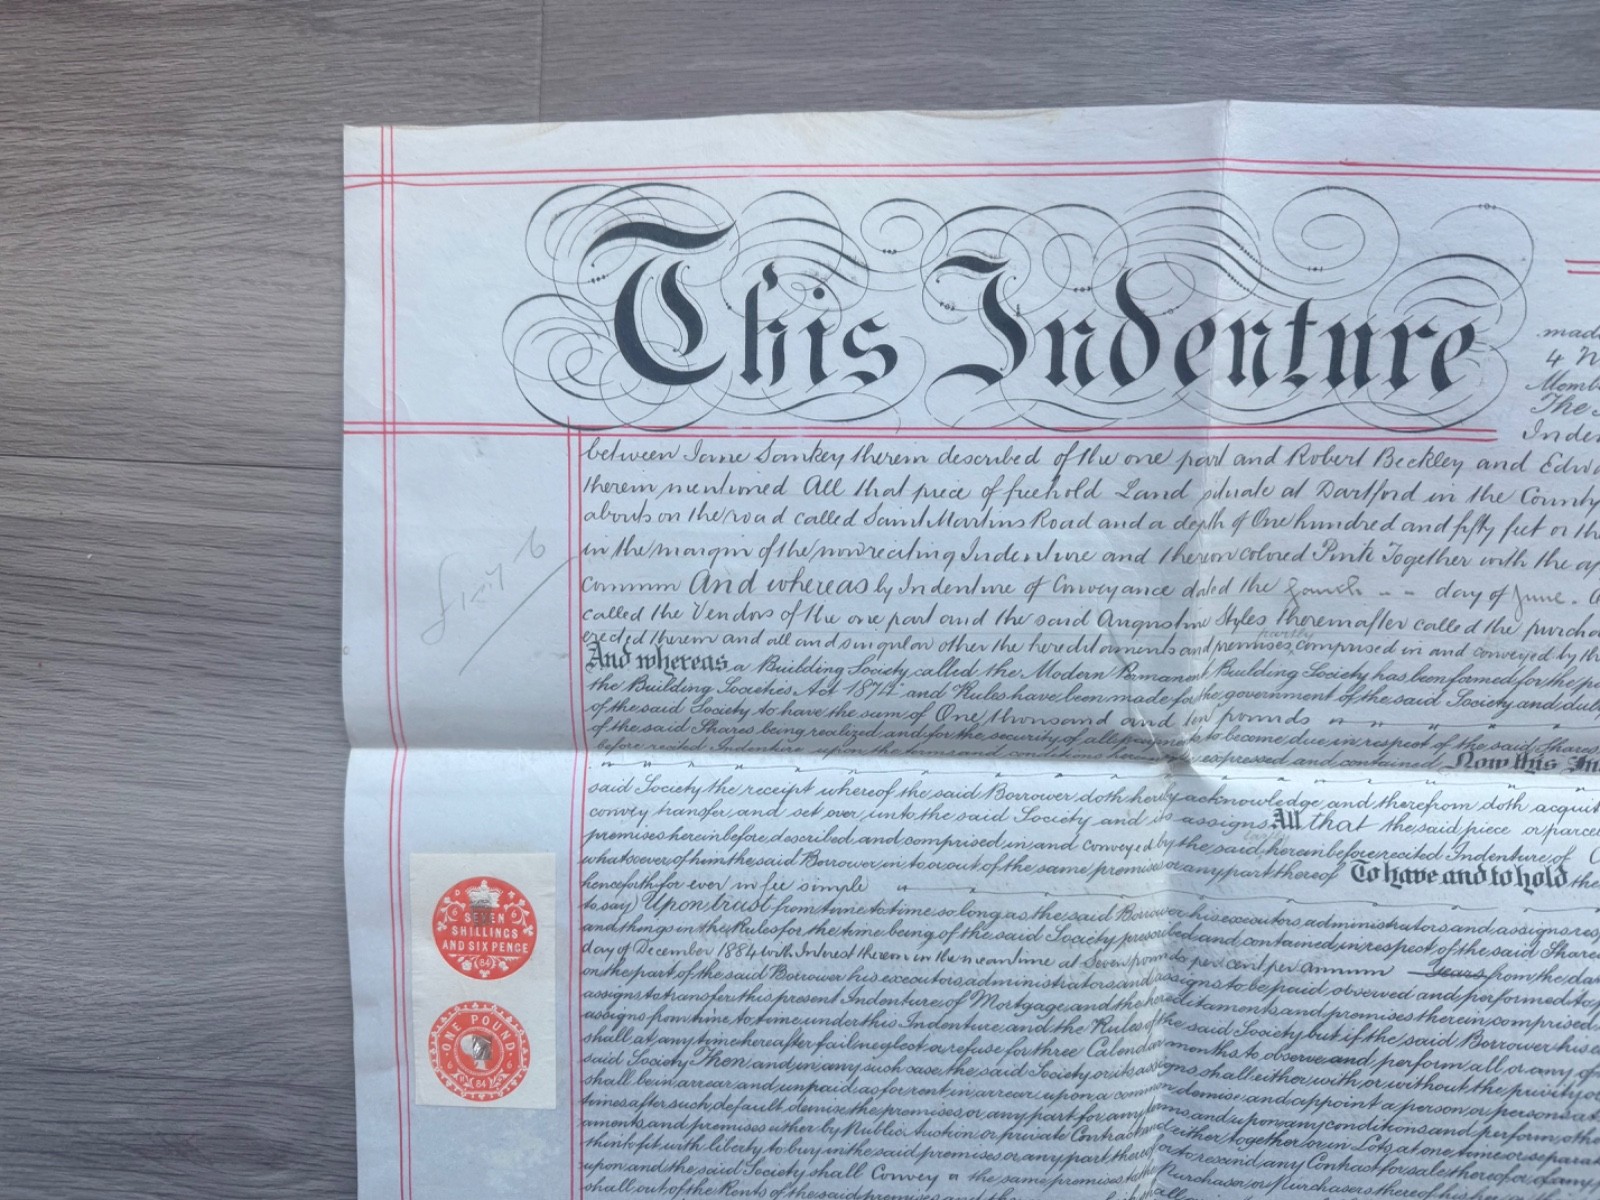 This Indenture
made
4
Memb
The
Inden
between Jane Sankey therein described of the one part and Robert Beckley and Edwa
therein mentioned All that piece of freehold Land situate at Dartford in the County
abouts on the road called Saint Martins Road and a depth of One hundred and fifty feet or the
in the margin of the now reciting Indenture and thereon colored Pink Together with the ap
common And whereas by Indenture of Conveyance dated the fourth day of June
called the Vendors of the one part and the said Augustine Styles thereinafter called the purcha
erected thereon and all and singular other the hereditaments and premises partly comprised in and conveyed by th
And whereas a Building Society called the Modern Permanent Building Society has been formed for the pu
the Building Societies Act 1874 and Rules have been made for the government of the said Society and duly
of the said Society to have the sum of One thousand and ten pounds
of the said Shares being realized and for the security of all payments to become due in respect of the said Shares
before recited Indenture upon the terms and conditions hereinafter expressed and contained Now this In
said Society the receipt whereof the said Borrower doth hereby acknowledge and therefrom doth acquit
convey transfer and set over unto the said Society and its assigns All that the said piece or parce
premises hereinbefore described and comprised in and conveyed by the said hereinbefore recited Indenture of
whatsoever of him the said Borrower in to or out of the same premises or any part thereof To have and to hold the
henceforth for ever in fee simple
to say) Upon trust from time to time so long as the said Borrower his executors administrators and assigns
and things in the Rules for the time being of the said Society prescribed and contained in respect of the said Share
day of December 1884 with Interest thereon in the meantime at Seven pounds per cent per annum Years from the da
on the part of the said Borrower his executors administrators and assigns to be paid observed and performed to
assigns to transfer this present Indenture of Mortgage and the hereditaments and premises therein comprised
assigns from time to time under this Indenture and the Rules of the said Society but if the said Borrower his
shall at any time hereafter fail neglect or refuse for three Calendar months to observe and perform all or any of
said Society Then and in any such case the said Society or its assigns shall either with or without the privity or
shall be in arrear and unpaid as for rent in arrear upon a common demise and appoint a person or persons
times after such default demise the premises or any part for any terms and upon any conditions and perform othe
aments and premises either by Public Auction or private Contract and either together or in Lots at one time or separat
think fit with liberty to buy in the said premises or any part thereof or to rescind any Contract for sale thereof or of any
upon and the said Society shall Convey the same premises to the Purchaser or Purchasers thereof
shall out of the Rents of the said premises and the
SEVEN
SHILLINGS
AND SIX PENCE
84
ONE POUND
84